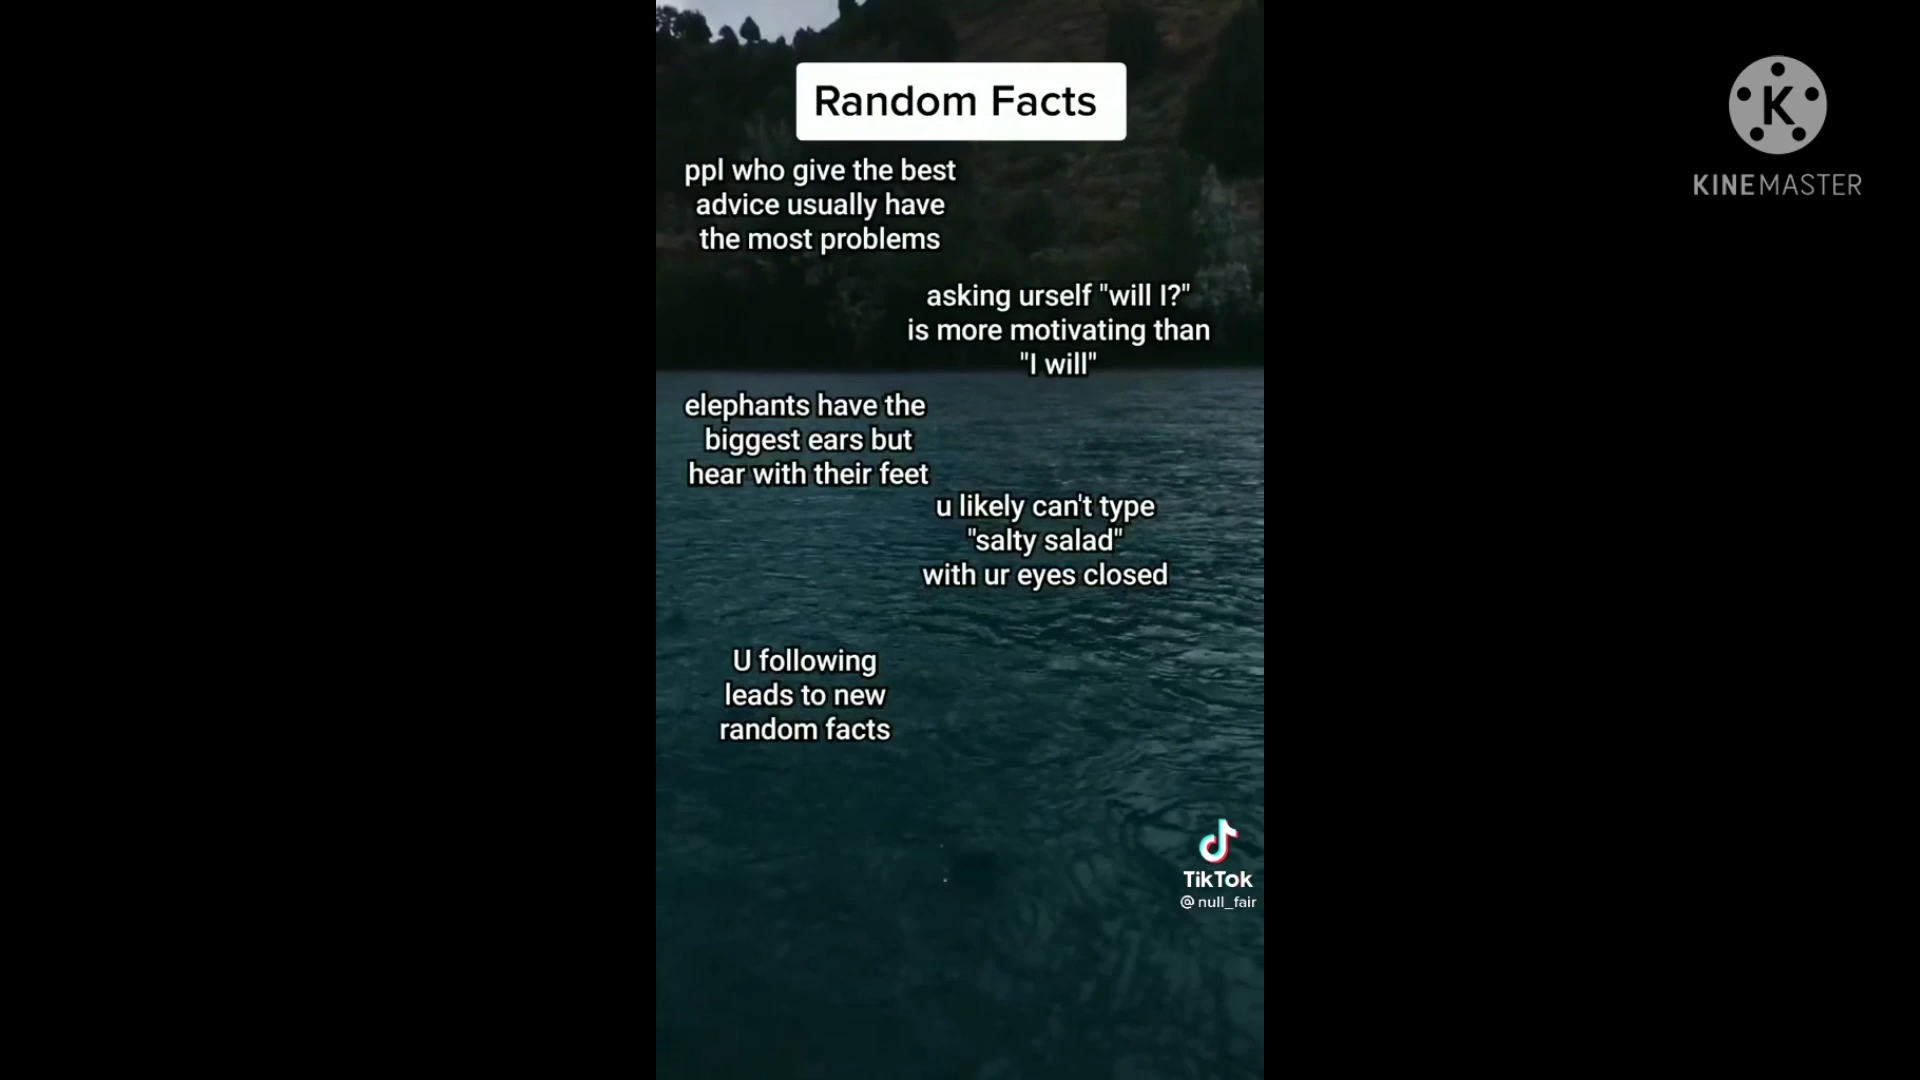 Random Facts
ppl who give the best
advice usually have
the most problems
asking urself "will I?"
is more motivating than
"I will"
elephants have the
biggest ears but
hear with their feet
u likely can't type
"salty salad"
with ur eyes closed
U following
leads to new
random facts
TikTok
@null_fair
K
KINEMASTER